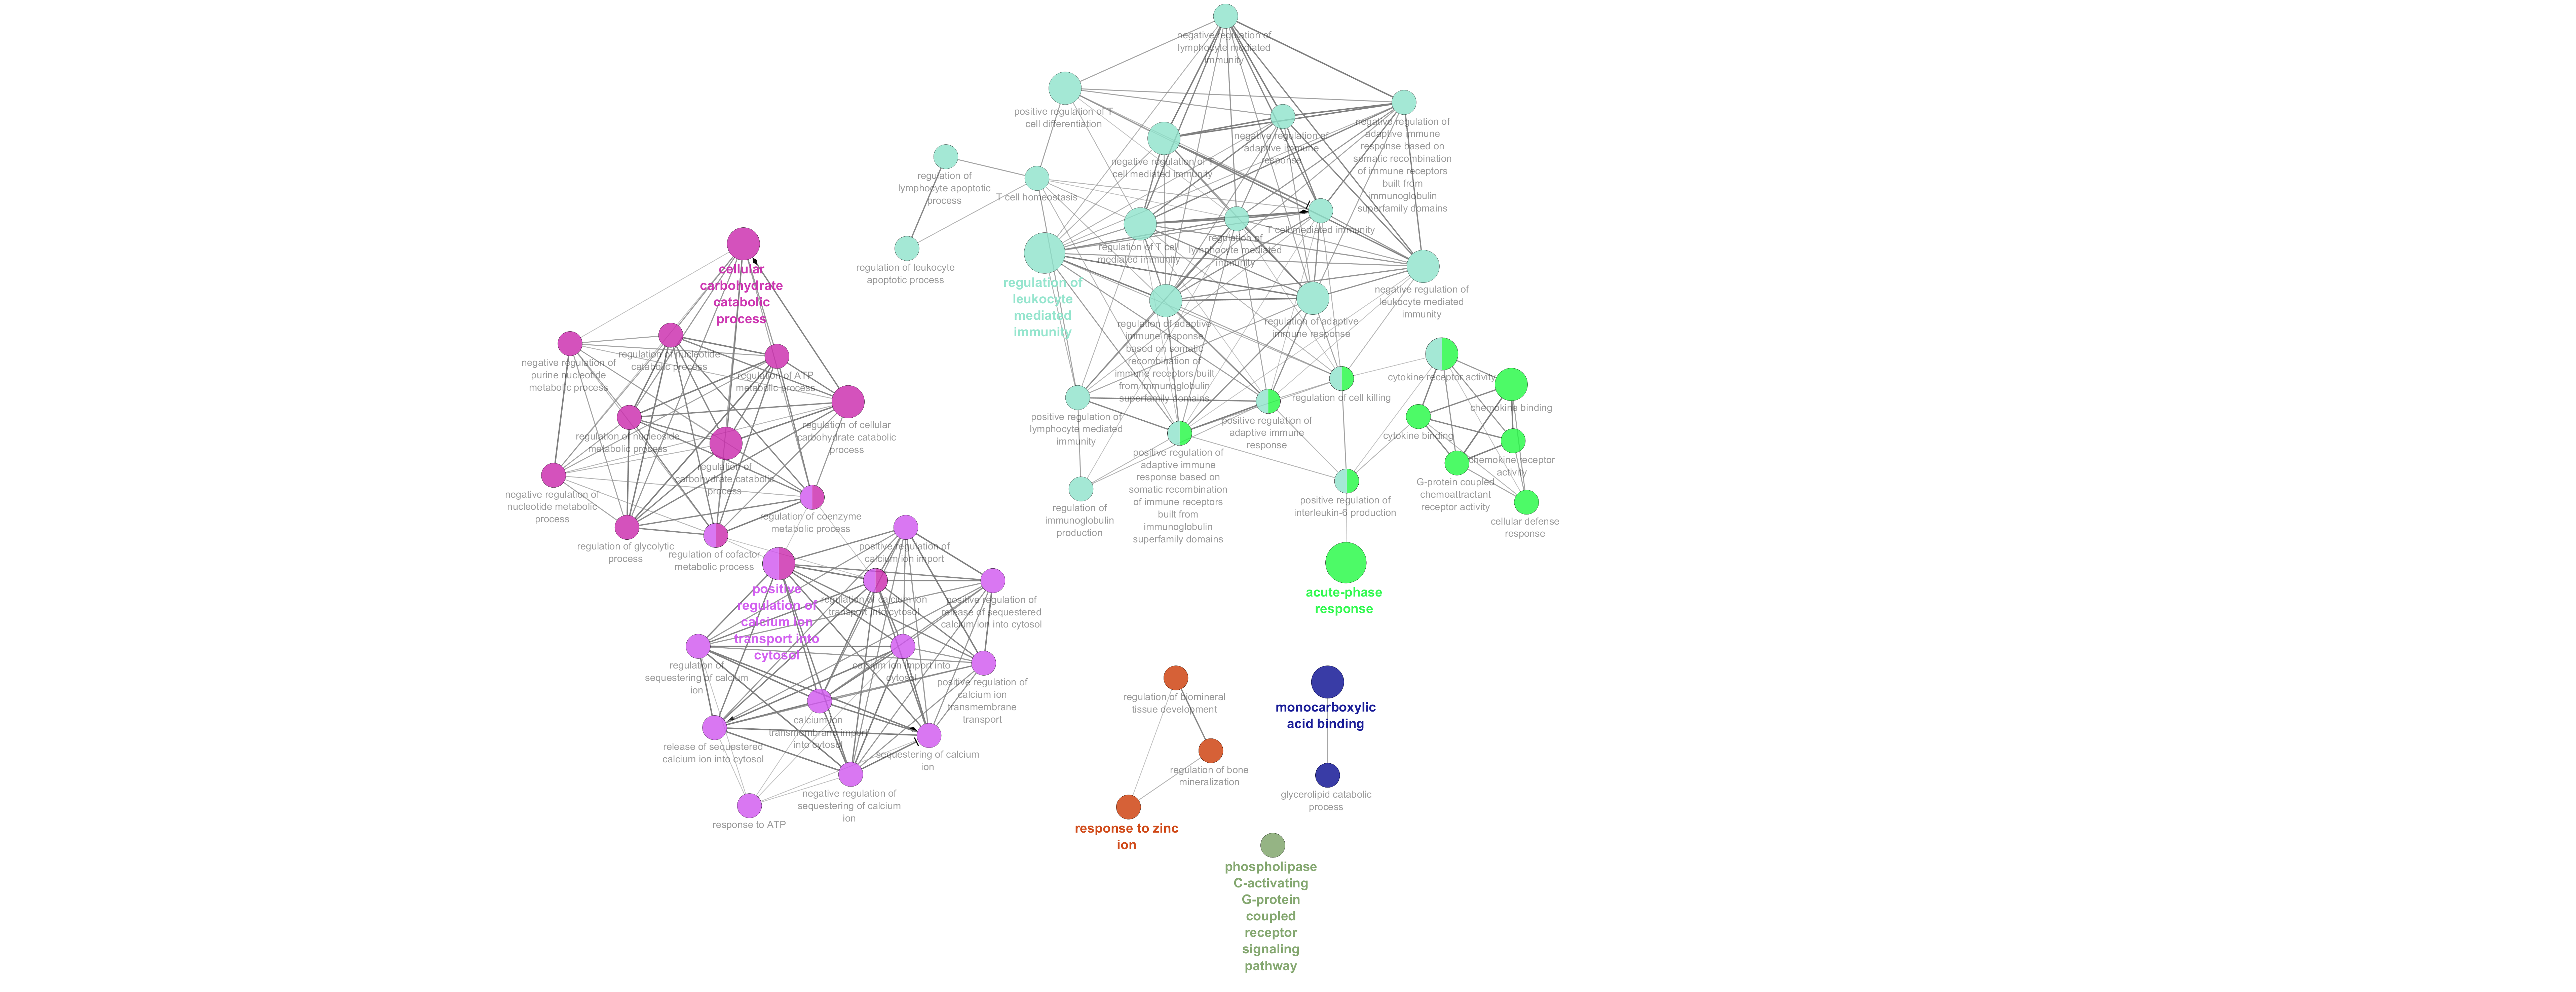 negative regulation of
lymphocyte mediated
immunity
positive regulation of T
cell differentiation
negative regulation of
adaptive immune
response
negative regulation of
adaptive immune
response based on
somatic recombination
of immune receptors
built from
immunoglobulin
superfamily domains
negative regulation of T
cell mediated immunity
regulation of
lymphocyte apoptotic
process
T cell homeostasis
regulation of leukocyte
apoptotic process
regulation of T cell
mediated immunity
regulation of
lymphocyte mediated
immunity
T cell mediated immunity
regulation of
leukocyte
mediated
immunity
negative regulation of
leukocyte mediated
immunity
regulation of adaptive
immune response
based on somatic
recombination of
immune receptors built
from immunoglobulin
superfamily domains
regulation of adaptive
immune response
cellular
carbohydrate
catabolic
process
negative regulation of
purine nucleotide
metabolic process
regulation of nucleotide
catabolic process
regulation of ATP
metabolic process
regulation of cellular
carbohydrate catabolic
process
regulation of nucleoside
metabolic process
regulation of
carbohydrate catabolic
process
negative regulation of
nucleotide metabolic
process
regulation of coenzyme
metabolic process
regulation of glycolytic
process
regulation of cofactor
metabolic process
positive regulation of
lymphocyte mediated
immunity
positive regulation of
adaptive immune
response
regulation of cell killing
cytokine receptor activity
chemokine binding
cytokine binding
chemokine receptor
activity
G-protein coupled
chemoattractant
receptor activity
cellular defense
response
positive regulation of
adaptive immune
response based on
somatic recombination
of immune receptors
built from
immunoglobulin
superfamily domains
regulation of
immunoglobulin
production
positive regulation of
interleukin-6 production
acute-phase
response
positive regulation of
calcium ion import
positive
regulation of
calcium ion
transport into
cytosol
regulation of calcium ion
transport into cytosol
positive regulation of
release of sequestered
calcium ion into cytosol
regulation of
sequestering of calcium
ion
calcium ion import into
cytosol
positive regulation of
calcium ion
transmembrane
transport
calcium ion
transmembrane import
into cytosol
release of sequestered
calcium ion into cytosol
sequestering of calcium
ion
negative regulation of
sequestering of calcium
ion
response to ATP
regulation of biomineral
tissue development
regulation of bone
mineralization
response to zinc
ion
monocarboxylic
acid binding
glycerolipid catabolic
process
phospholipase
C-activating
G-protein
coupled
receptor
signaling
pathway